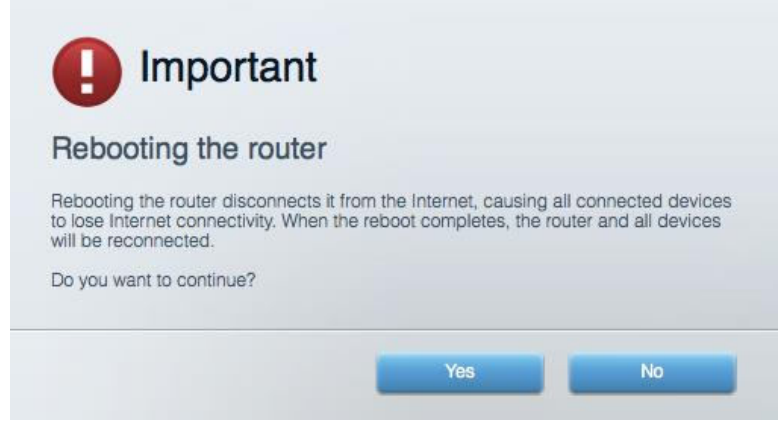 Important
Rebooting the router
Rebooting the router disconnects it from the Internet, causing all connected devices
to lose Internet connectivity. When the reboot completes, the router and all devices
will be reconnected.
Do you want to continue?
Yes
No